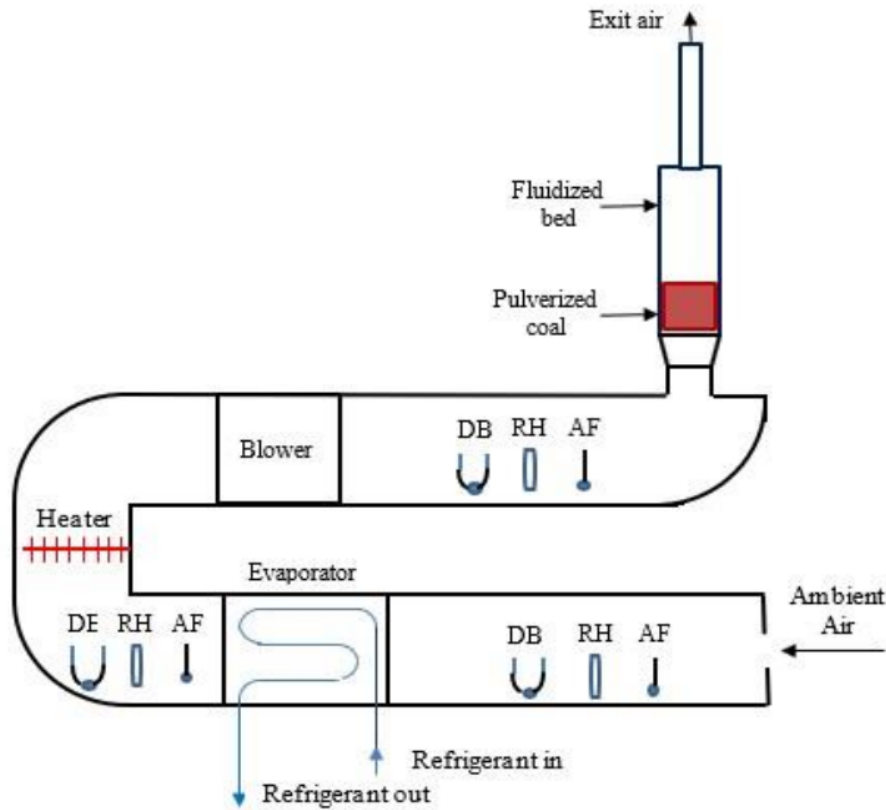 Exit air
Fluidized
bed
Pulverized
coal
DB RH AF
Blower
Heater
Evaporator
Ambient
Air
DE RH AF
DB RH AF
Refrigerant in
Refrigerant out